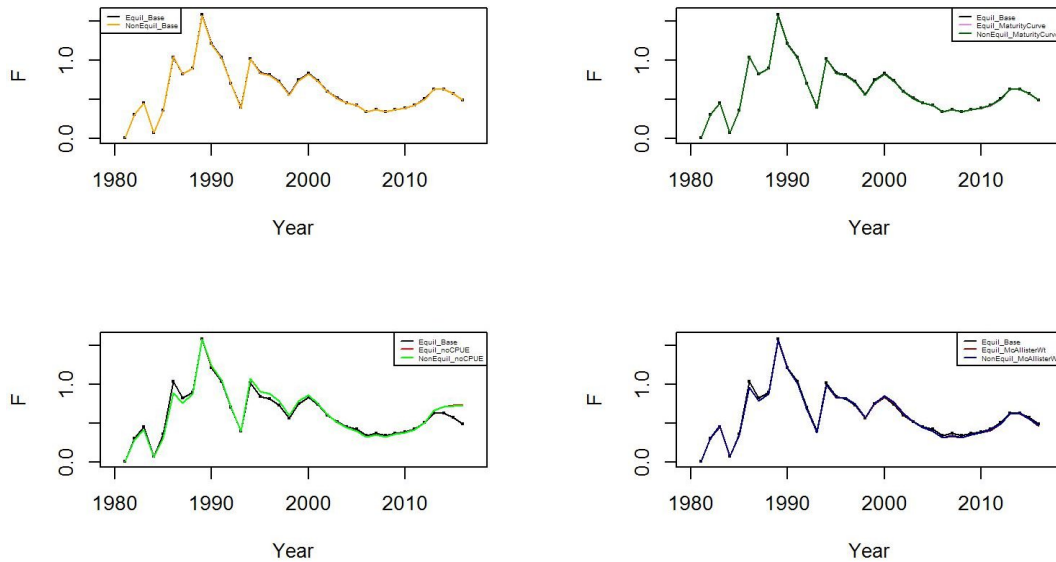 Equil_Base
NonEquil_Base
F
0.0
1.0
1980
1990
2000
2010
Year
Equil_Base
Equil_MaturityCurve
NonEquil_MaturityCurve
F
0.0
1.0
1980
1990
2000
2010
Year
Equil_Base
Equil_noCPUE
NonEquil_noCPUE
F
0.0
1.0
1980
1990
2000
2010
Year
Equil_Base
Equil_McAllisterWt
NonEquil_McAllisterW
F
0.0
1.0
1980
1990
2000
2010
Year